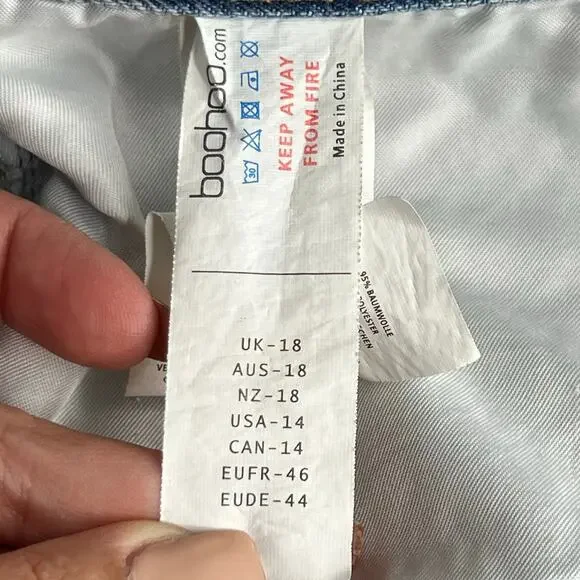 boohoo.com
30
KEEP AWAY
FROM FIRE
Made in China
UK-18
AUS-18
NZ-18
USA-14
CAN-14
EUFR-46
EUDE-44
95% BAUMWOLLE